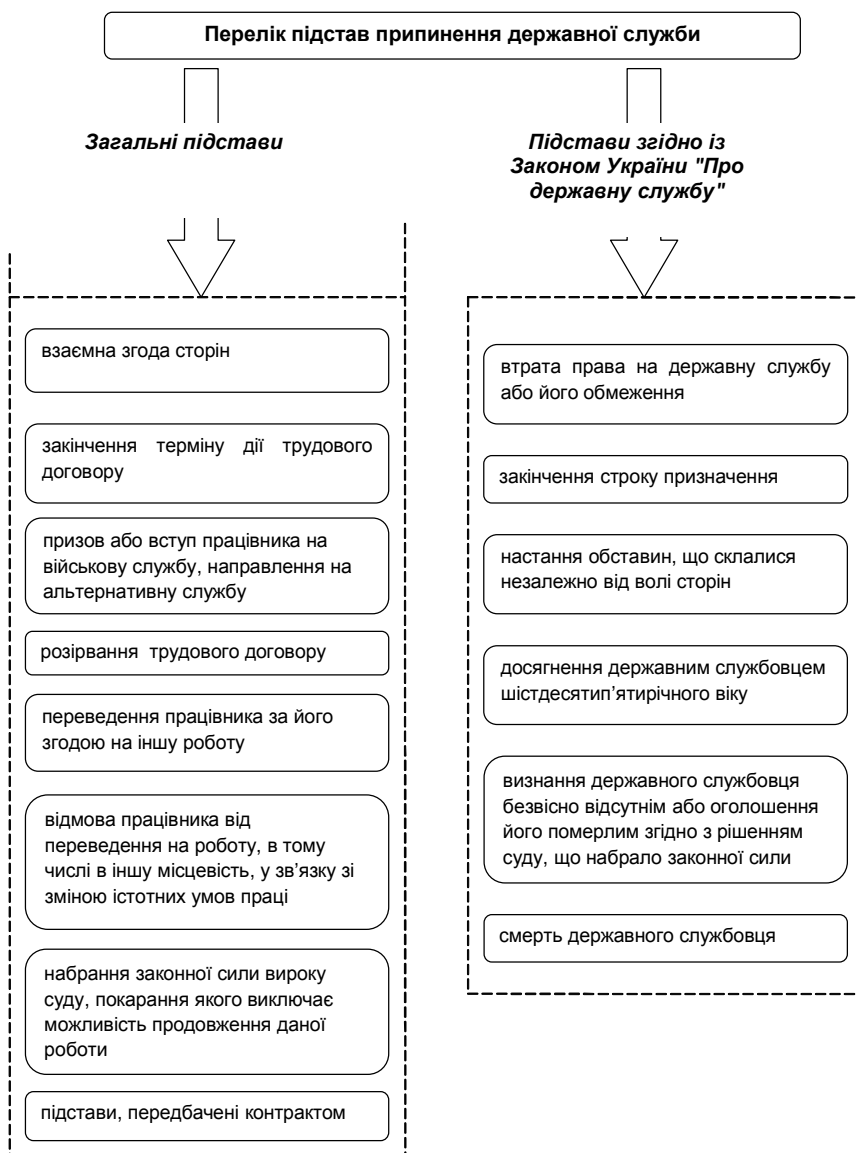 Перелік підстав припинення державної служби
Загальні підстави
взаємна згода сторін
закінчення терміну дії трудового
договору
призов або вступ працівника на
військову службу, направлення на
альтернативну службу
розірвання трудового договору
переведення працівника за його
згодою на іншу роботу
відмова працівника від
переведення на роботу, в тому
числі в іншу місцевість, у зв’язку зі
зміною істотних умов праці
набрання законної сили вироку
суду, покарання якого виключає
можливість продовження даної
роботи
підстави, передбачені контрактом
Підстави згідно із
Законом України "Про
державну службу"
втрата права на державну службу
або його обмеження
закінчення строку призначення
настання обставин, що склалися
незалежно від волі сторін
досягнення державним службовцем
шістдесятип’ятирічного віку
визнання державного службовця
безвісно відсутнім або оголошення
його померлим згідно з рішенням
суду, що набрало законної сили
смерть державного службовця